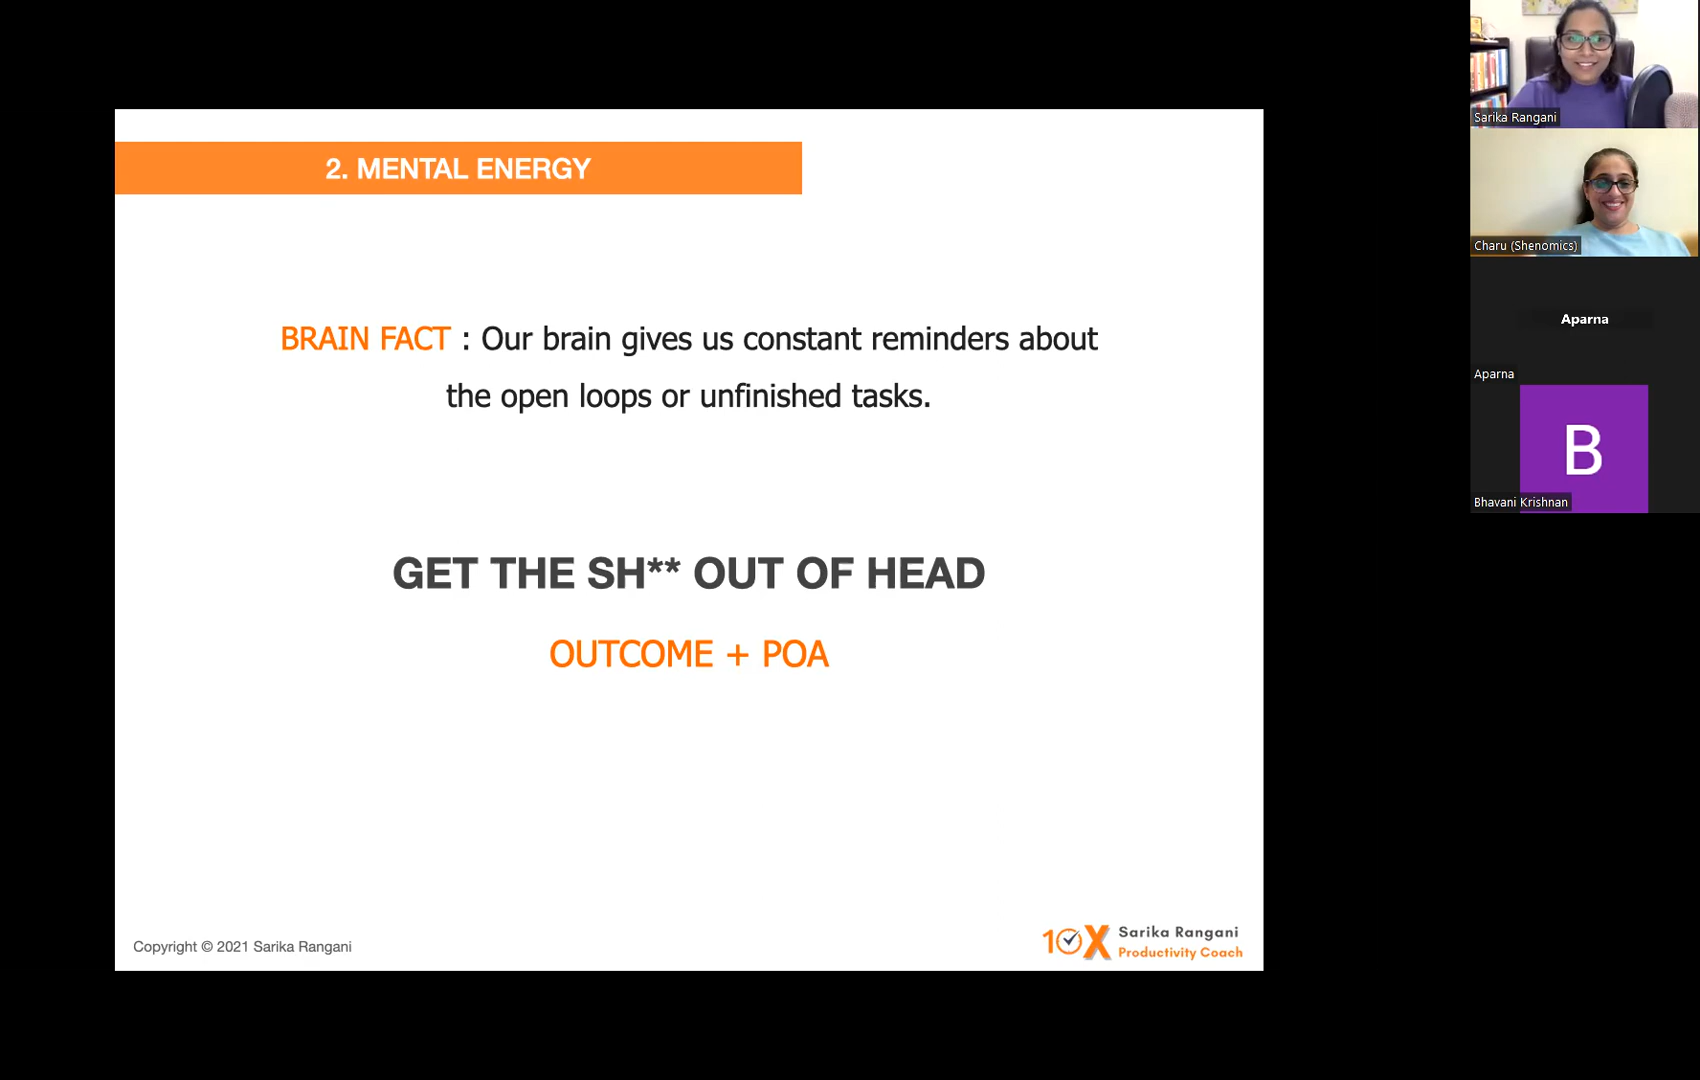 2. MENTAL ENERGY
BRAIN FACT : Our brain gives us constant reminders about
the open loops or unfinished tasks.
GET THE SH** OUT OF HEAD
OUTCOME + POA
Copyright © 2021 Sarika Rangani
10X
Sarika Rangani
Productivity Coach
Sarika Rangani
Charu (Shenomics)
Aparna
Aparna
B
Bhavani Krishnan